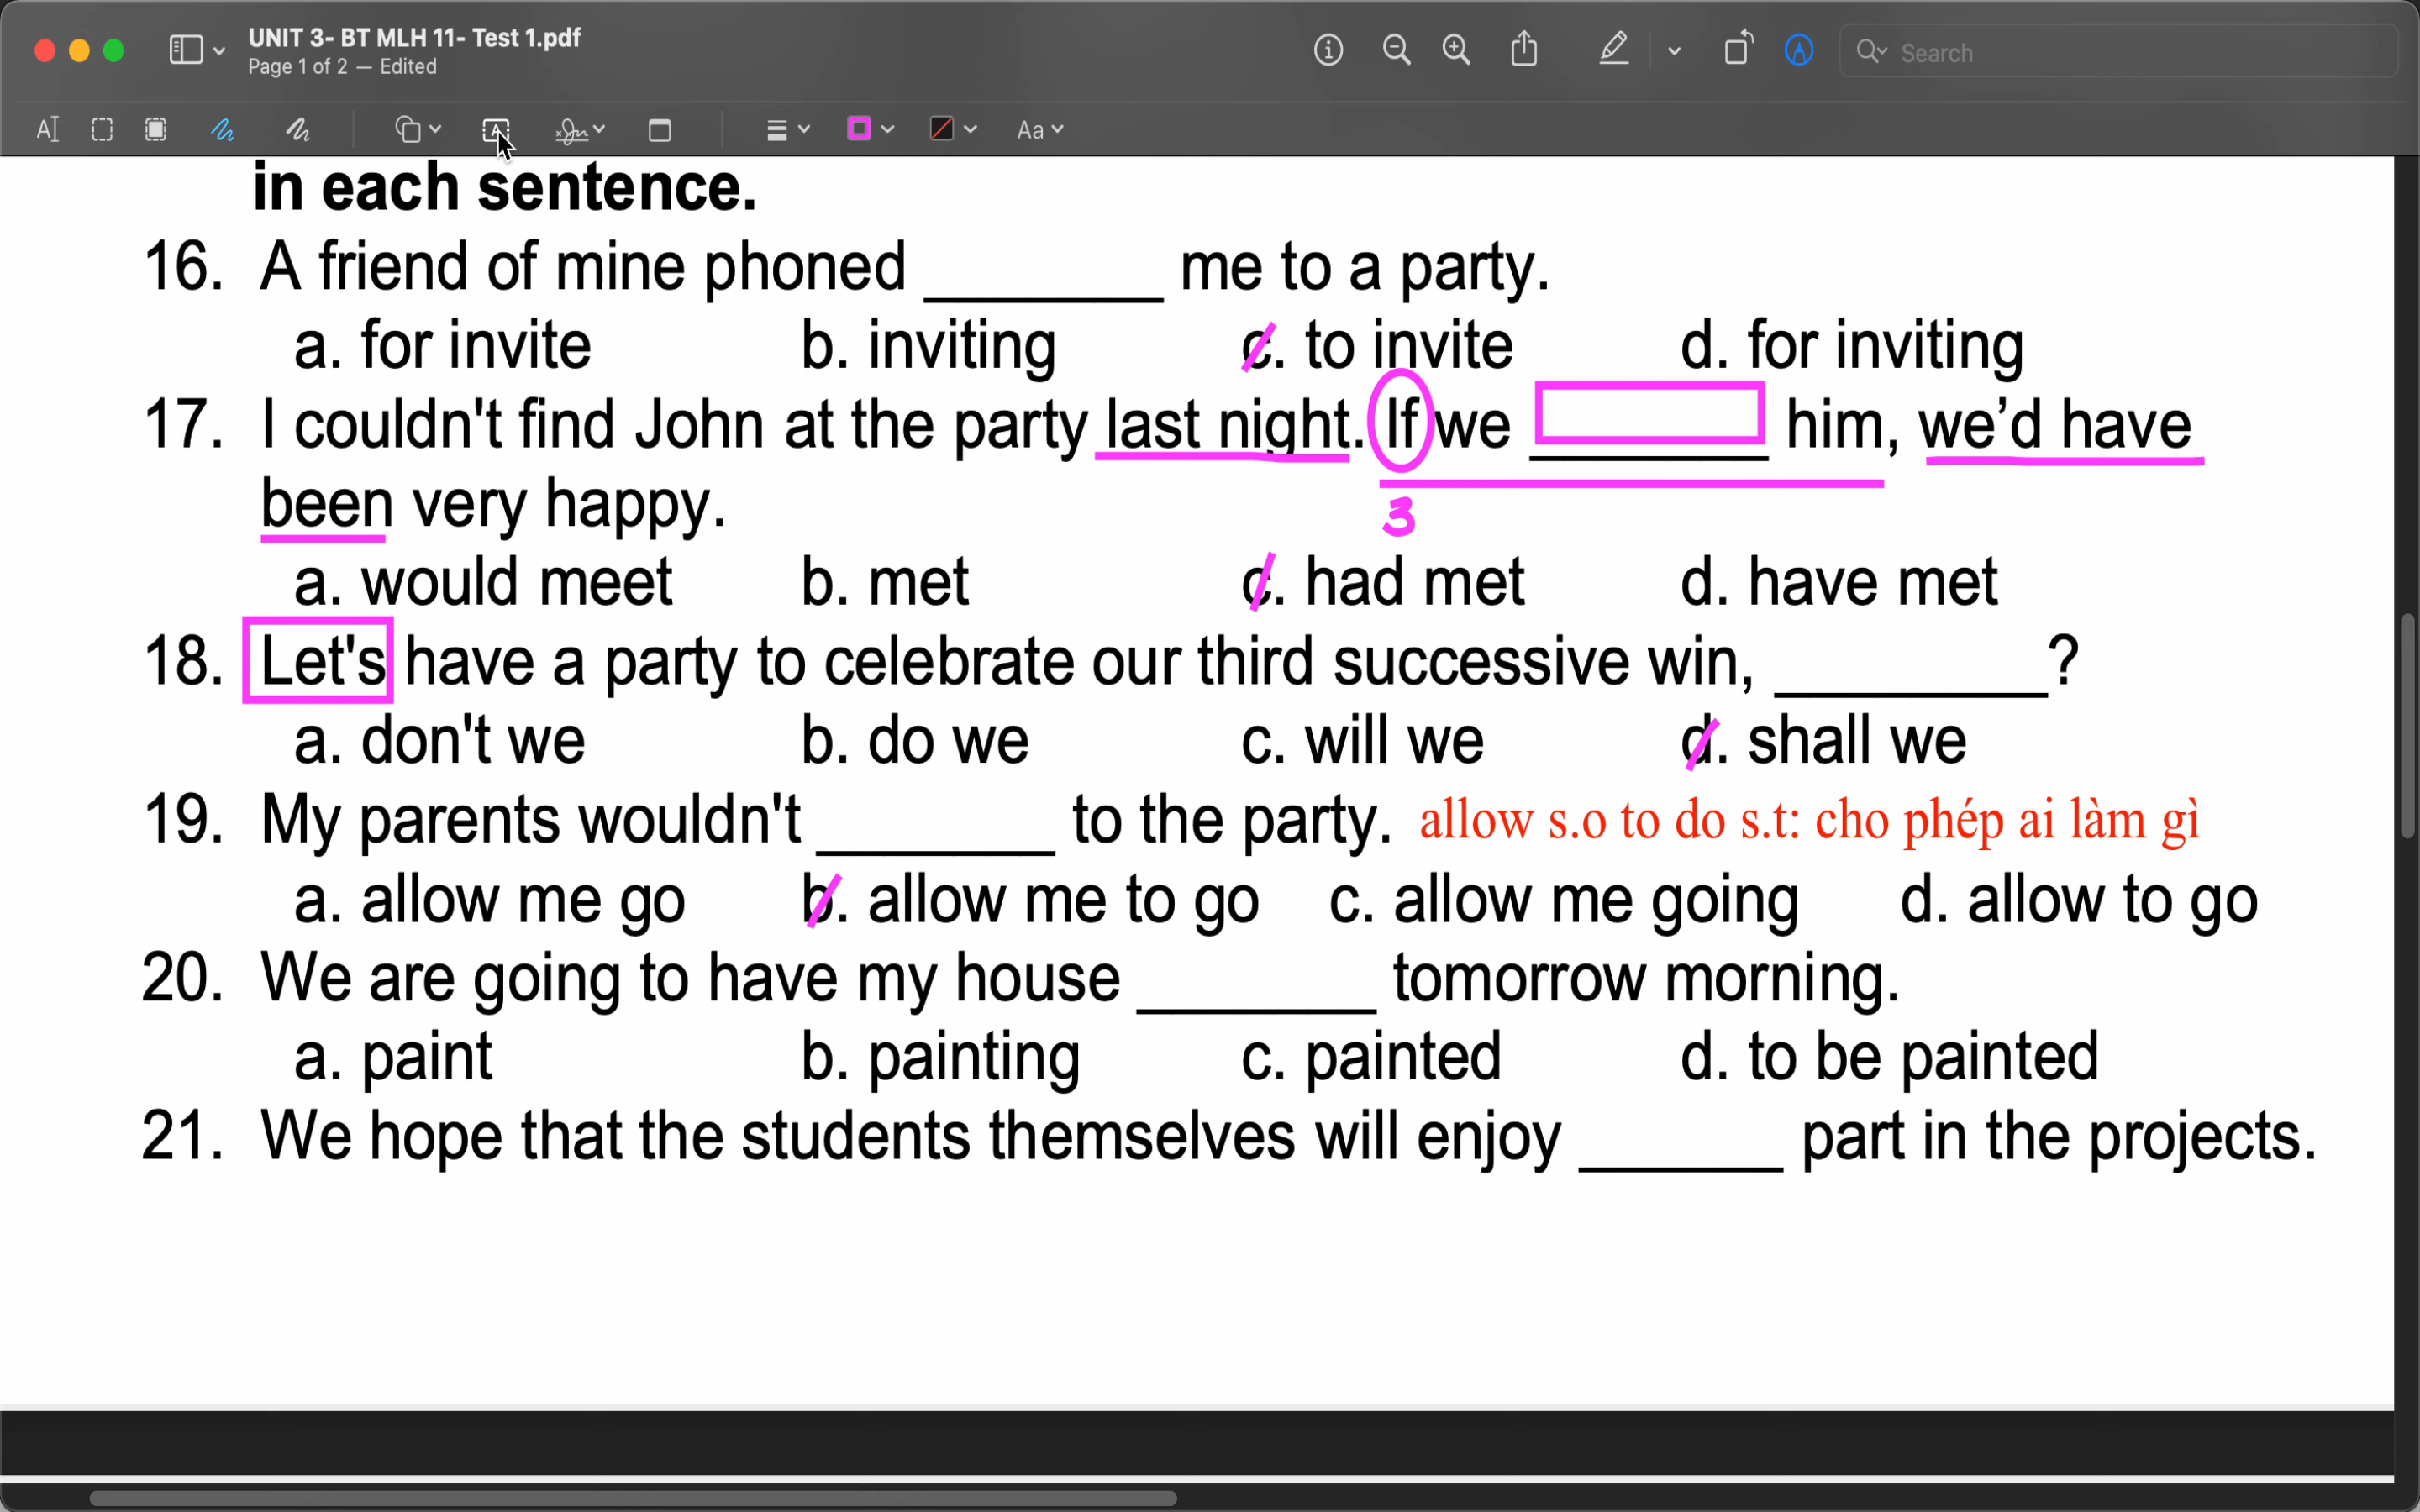 UNIT 3- BT MLH 11- Test 1.pdf
Page 1 of 2 — Edited
Search
Aa
in each sentence.
16. A friend of mine phoned ________ me to a party.
a. for invite b. inviting c. to invite d. for inviting
17. I couldn't find John at the party last night. If we ________ him, we’d have
been very happy.
3
a. would meet b. met c. had met d. have met
18. Let's have a party to celebrate our third successive win, ________?
a. don't we b. do we c. will we d. shall we
19. My parents wouldn't ________ to the party. allow s.o to do s.t: cho phép ai làm gì
a. allow me go b. allow me to go c. allow me going d. allow to go
20. We are going to have my house ________ tomorrow morning.
a. paint b. painting c. painted d. to be painted
21. We hope that the students themselves will enjoy ________ part in the projects.